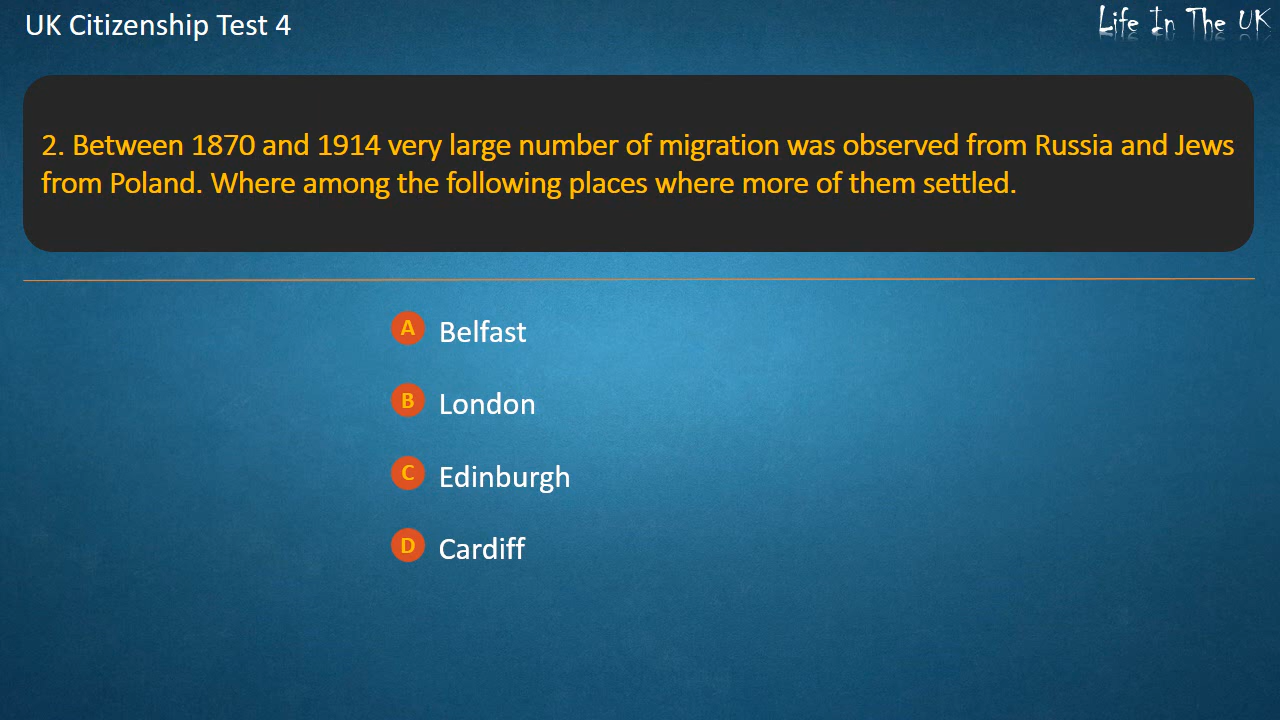 UK Citizenship Test 4
Life In The UK
2. Between 1870 and 1914 very large number of migration was observed from Russia and Jews
from Poland. Where among the following places where more of them settled.
A Belfast
B London
C Edinburgh
D Cardiff